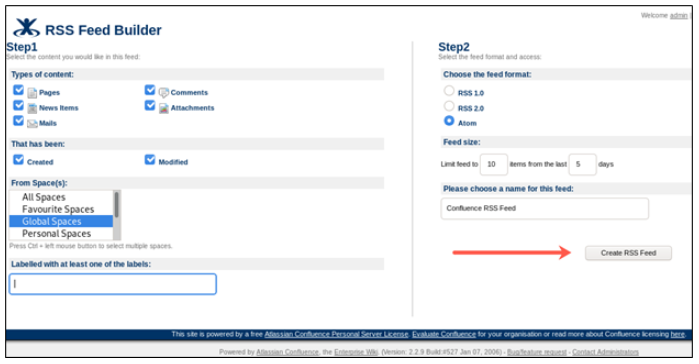 Welcome admin |
RSS Feed Builder
Step1
Select the content you would like in this feed.
Types of content:
Pages
Comments
News Items
Attachments
Mails
That has been:
Created
Modified
From Space(s):
All Spaces
Favourite Spaces
Global Spaces
Personal Spaces
Press Ctrl + left mouse button to select multiple spaces.
Labelled with at least one of the labels:
Step2
Select the feed format and access:
Choose the feed format:
RSS 1.0
RSS 2.0
Atom
Feed size:
Limit feed to 10 items from the last 5 days
Please choose a name for this feed:
Confluence RSS Feed
Create RSS Feed
This site is powered by a free Atlassian Confluence Personal Server License. Evaluate Confluence for your organisation or read more about Confluence licensing here.
Powered by Atlassian Confluence, the Enterprise Wiki. (Version: 2.2.9 Build:#527 Jan 07, 2006) - Bug/feature request - Contact Administrators